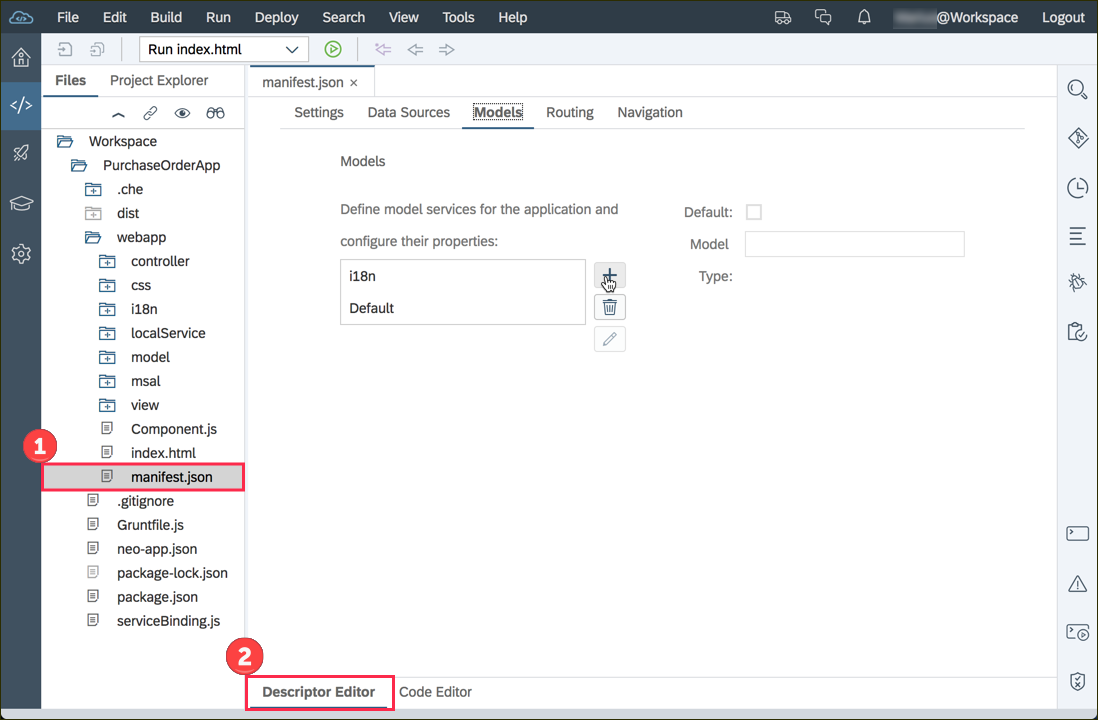 File Edit Build Run Deploy Search View Tools Help @Workspace Logout
Run index.html
Files Project Explorer
manifest.json ×
Settings Data Sources Models Routing Navigation
Workspace
PurchaseOrderApp
.che
dist
webapp
controller
css
i18n
localService
model
msal
view
Component.js
index.html
1
manifest.json
.gitignore
Gruntfile.js
neo-app.json
package-lock.json
package.json
serviceBinding.js
Models
Define model services for the application and
configure their properties:
i18n
Default
Default:
Model
Type:
2
Descriptor Editor Code Editor